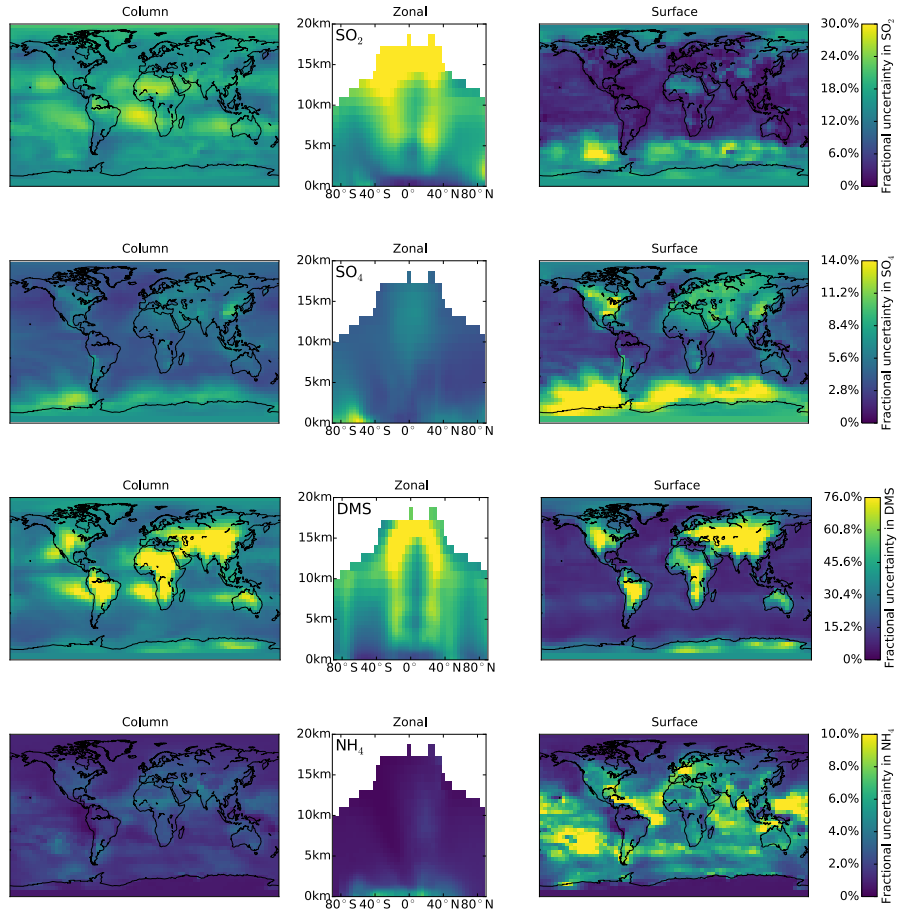 Column Zonal Surface
20km 30.0%
SO₂
15km 24.0%
18.0%
10km
12.0%
5km
6.0%
0km 0%
80°S 40°S 0° 40°N 80°N
Fractional uncertainty in SO₂
Column Zonal Surface
20km 14.0%
SO₄
15km 11.2%
8.4%
10km
5.6%
5km
2.8%
0km 0%
80°S 40°S 0° 40°N 80°N
Fractional uncertainty in SO₄
Column Zonal Surface
20km 76.0%
DMS
15km 60.8%
45.6%
10km
30.4%
5km
15.2%
0km 0%
80°S 40°S 0° 40°N 80°N
Fractional uncertainty in DMS
Column Zonal Surface
20km 10.0%
NH₄
15km 8.0%
6.0%
10km
4.0%
5km
2.0%
0km 0%
80°S 40°S 0° 40°N 80°N
Fractional uncertainty in NH₄